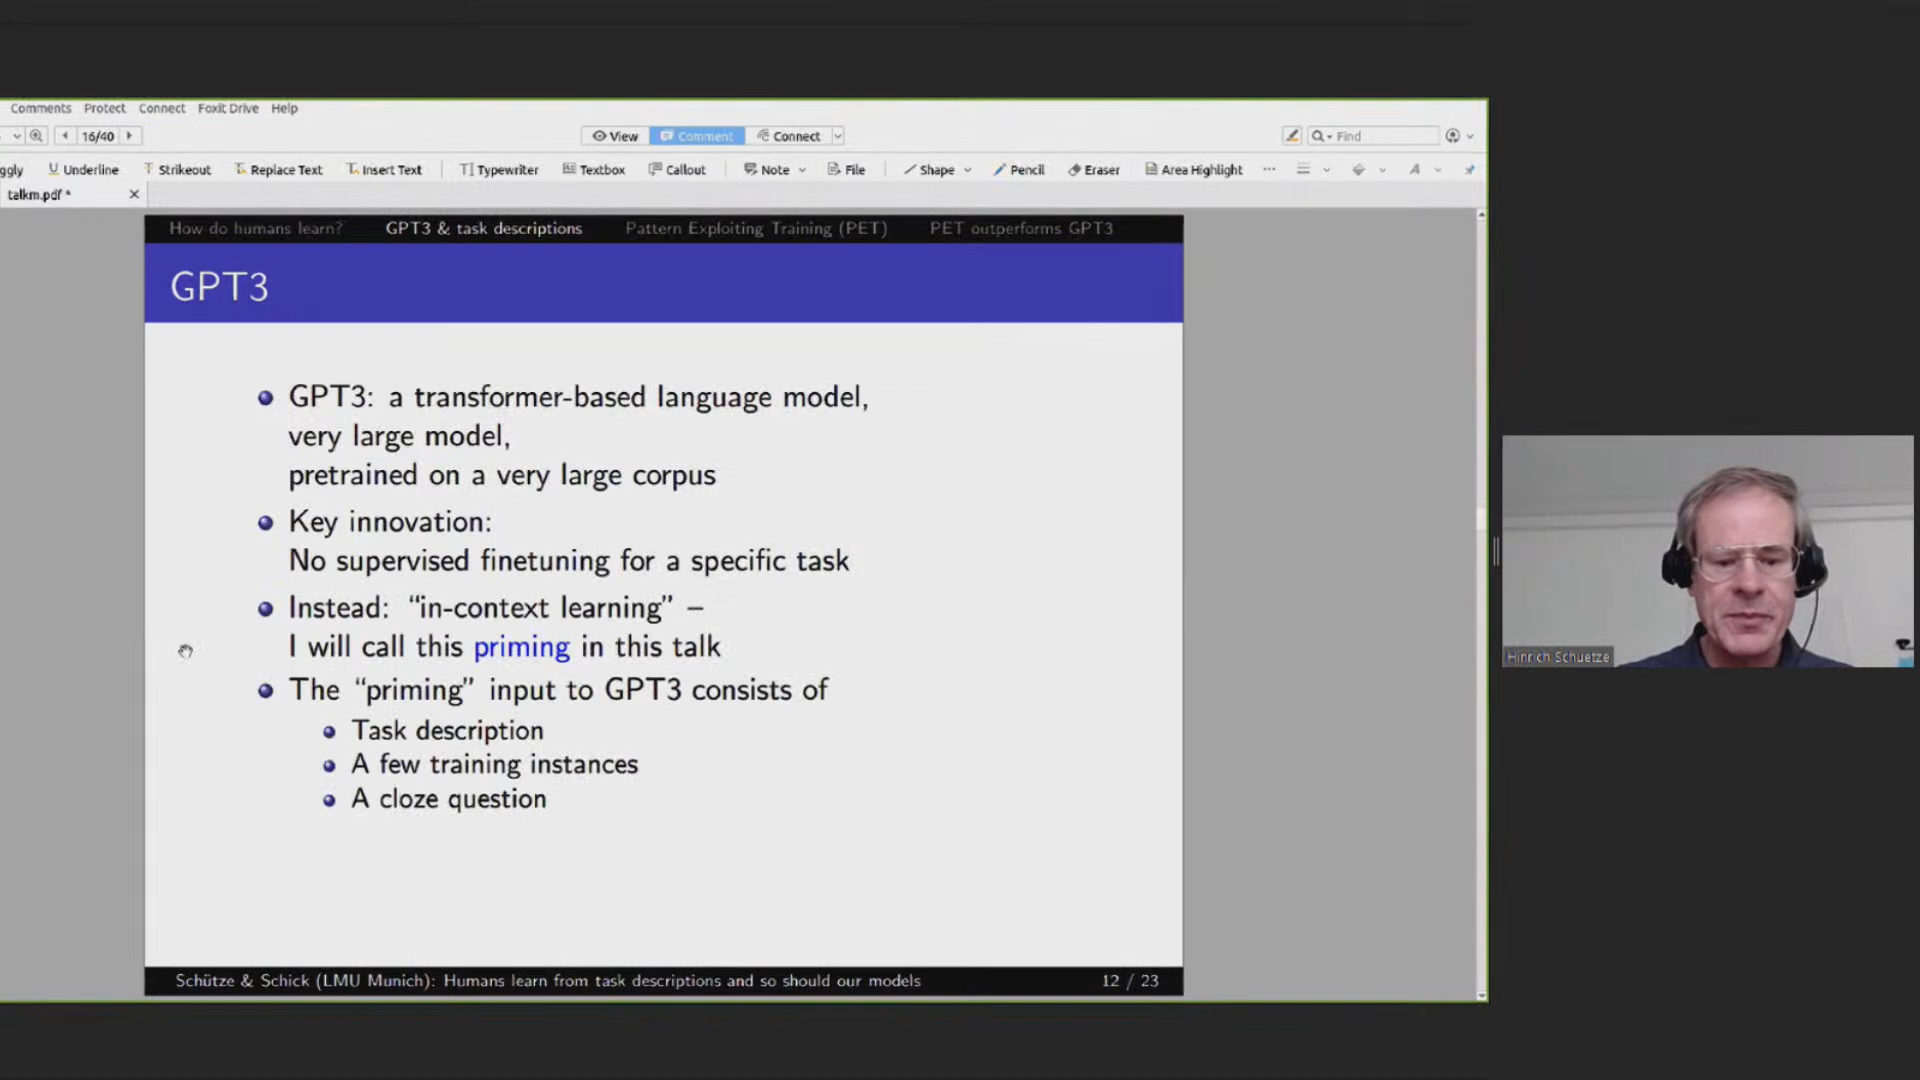 Comments Protect Connect Foxit Drive Help
16/40 View Comment Connect Find
ggly Underline Strikeout Replace Text Insert Text Typewriter Textbox Callout Note File Shape Pencil Eraser Area Highlight
talkm.pdf *
How do humans learn? GPT3 & task descriptions Pattern Exploiting Training (PET) PET outperforms GPT3
GPT3
GPT3: a transformer-based language model,
very large model,
pretrained on a very large corpus
Key innovation:
No supervised finetuning for a specific task
Instead: “in-context learning” –
I will call this priming in this talk
The “priming” input to GPT3 consists of
Task description
A few training instances
A cloze question
Schütze & Schick (LMU Munich): Humans learn from task descriptions and so should our models 12 / 23
Hinrich Schuetze